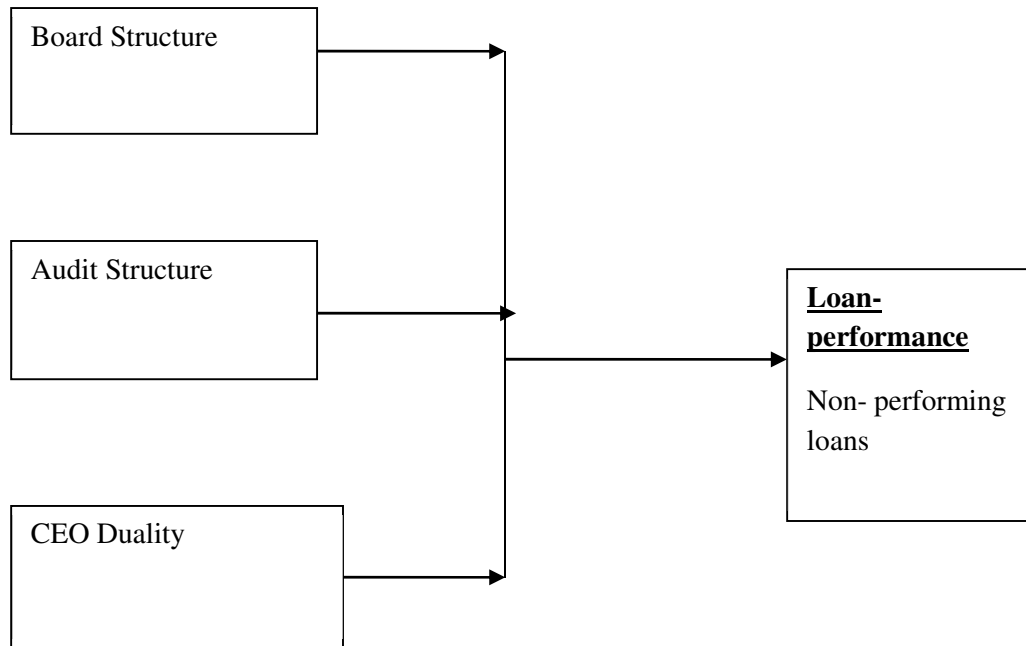 Board Structure
Audit Structure
Loan-
performance
Non- performing
loans
CEO Duality